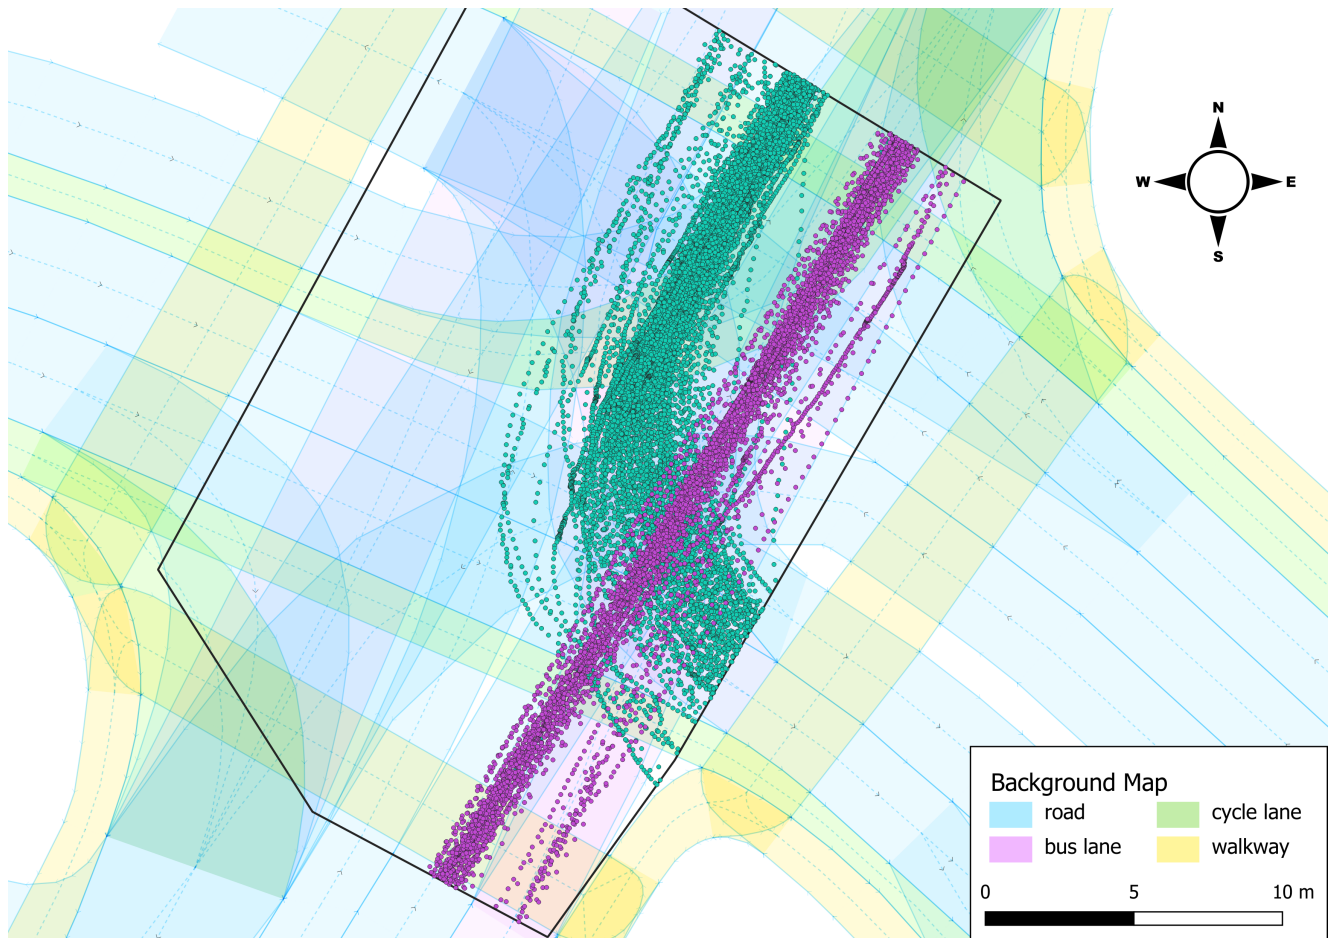 N
W E
S
Background Map
road cycle lane
bus lane walkway
0 5 10 m